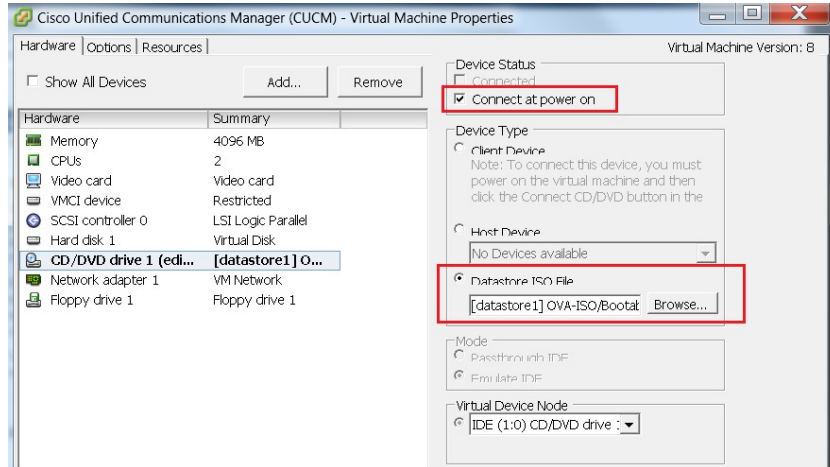 Cisco Unified Communications Manager (CUCM) - Virtual Machine Properties
Hardware Options Resources
Virtual Machine Version: 8
Show All Devices
Add...
Remove
Hardware Summary
Memory 4096 MB
CPUs 2
Video card Video card
VMCI device Restricted
SCSI controller 0 LSI Logic Parallel
Hard disk 1 Virtual Disk
CD/DVD drive 1 (edi... [datastore1] O...
Network adapter 1 VM Network
Floppy drive 1 Floppy drive 1
Device Status
Connected
Connect at power on
Device Type
Client Device
Note: To connect this device, you must
power on the virtual machine and then
click the Connect CD/DVD button in the
Host Device
No Devices available
Datastore ISO File
[datastore1] OVA-ISO/Bootab
Browse...
Mode
Passthrough IDE
Emulate IDE
Virtual Device Node
IDE (1:0) CD/DVD drive